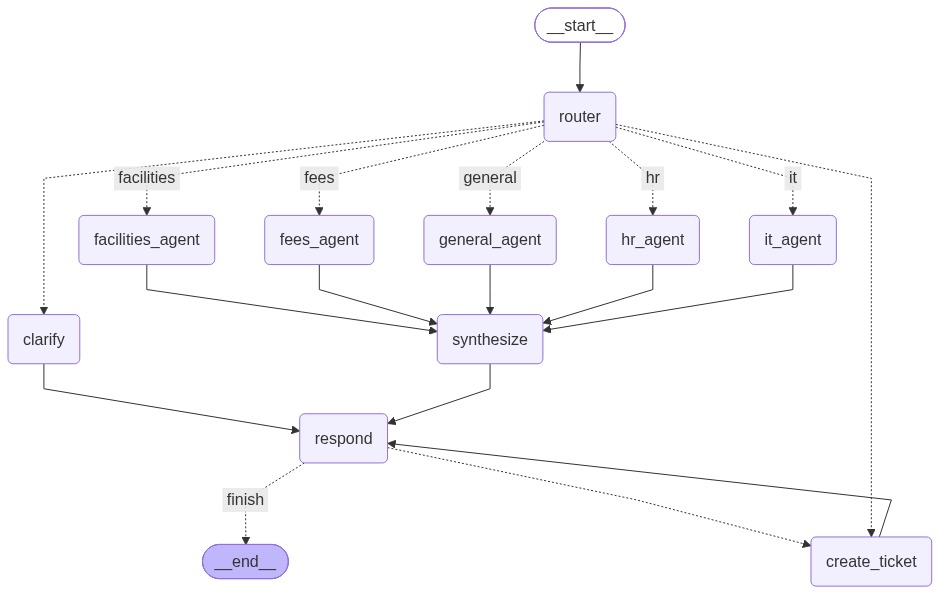 __start__
router
facilities
fees
general
hr
it
facilities_agent
fees_agent
general_agent
hr_agent
it_agent
clarify
synthesize
respond
finish
__end__
create_ticket